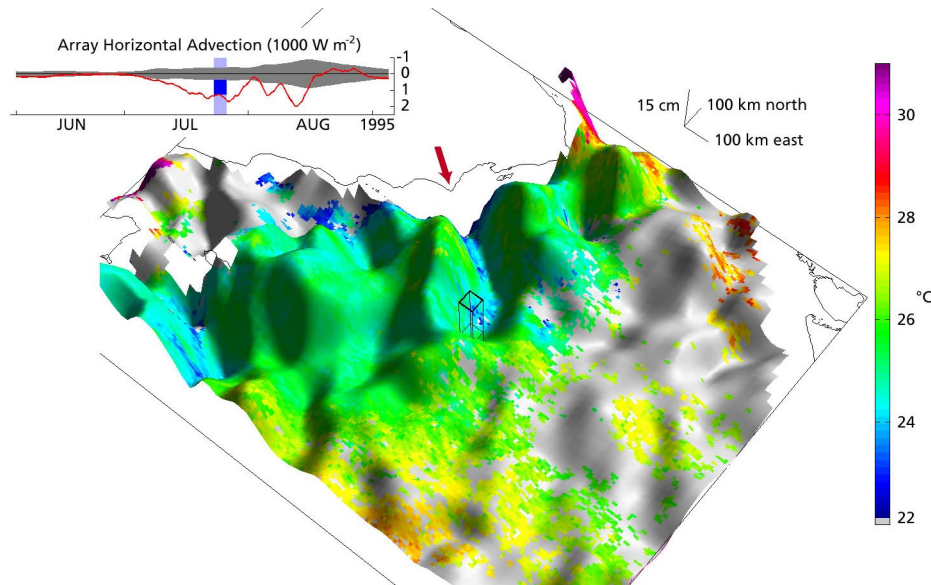 Array Horizontal Advection (1000 W m⁻²)
-1
0
1
2
JUN
JUL
AUG
1995
15 cm
100 km north
100 km east
30
28
26
24
22
°C